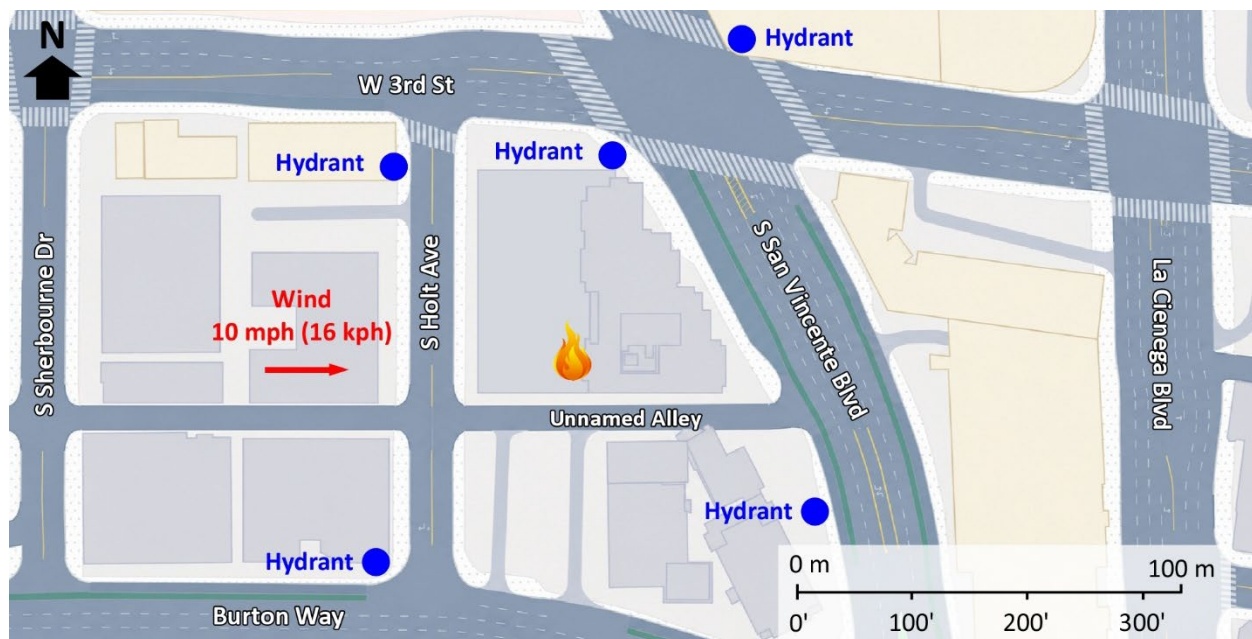 N
Hydrant
W 3rd St
Hydrant
Hydrant
S Sherbourne Dr
Wind
10 mph (16 kph)
S Holt Ave
S San Vincente Blvd
La Cienega Blvd
Unnamed Alley
Hydrant
Hydrant
Burton Way
0 m
100 m
0'
100'
200'
300'